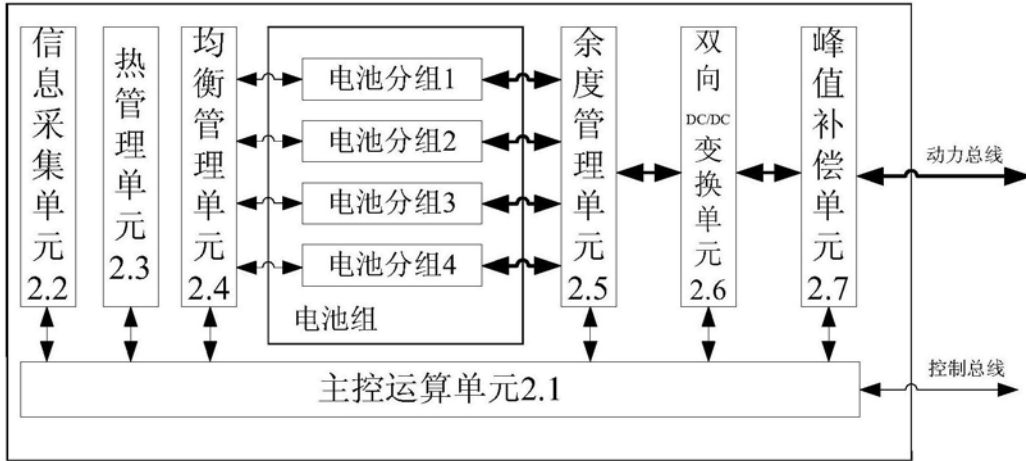 信息采集单元2.2
热管理单元2.3
均衡管理单元2.4
电池分组1
电池分组2
电池分组3
电池分组4
电池组
余度管理单元2.5
双向DC/DC变换单元2.6
峰值补偿单元2.7
动力总线
主控运算单元2.1
控制总线